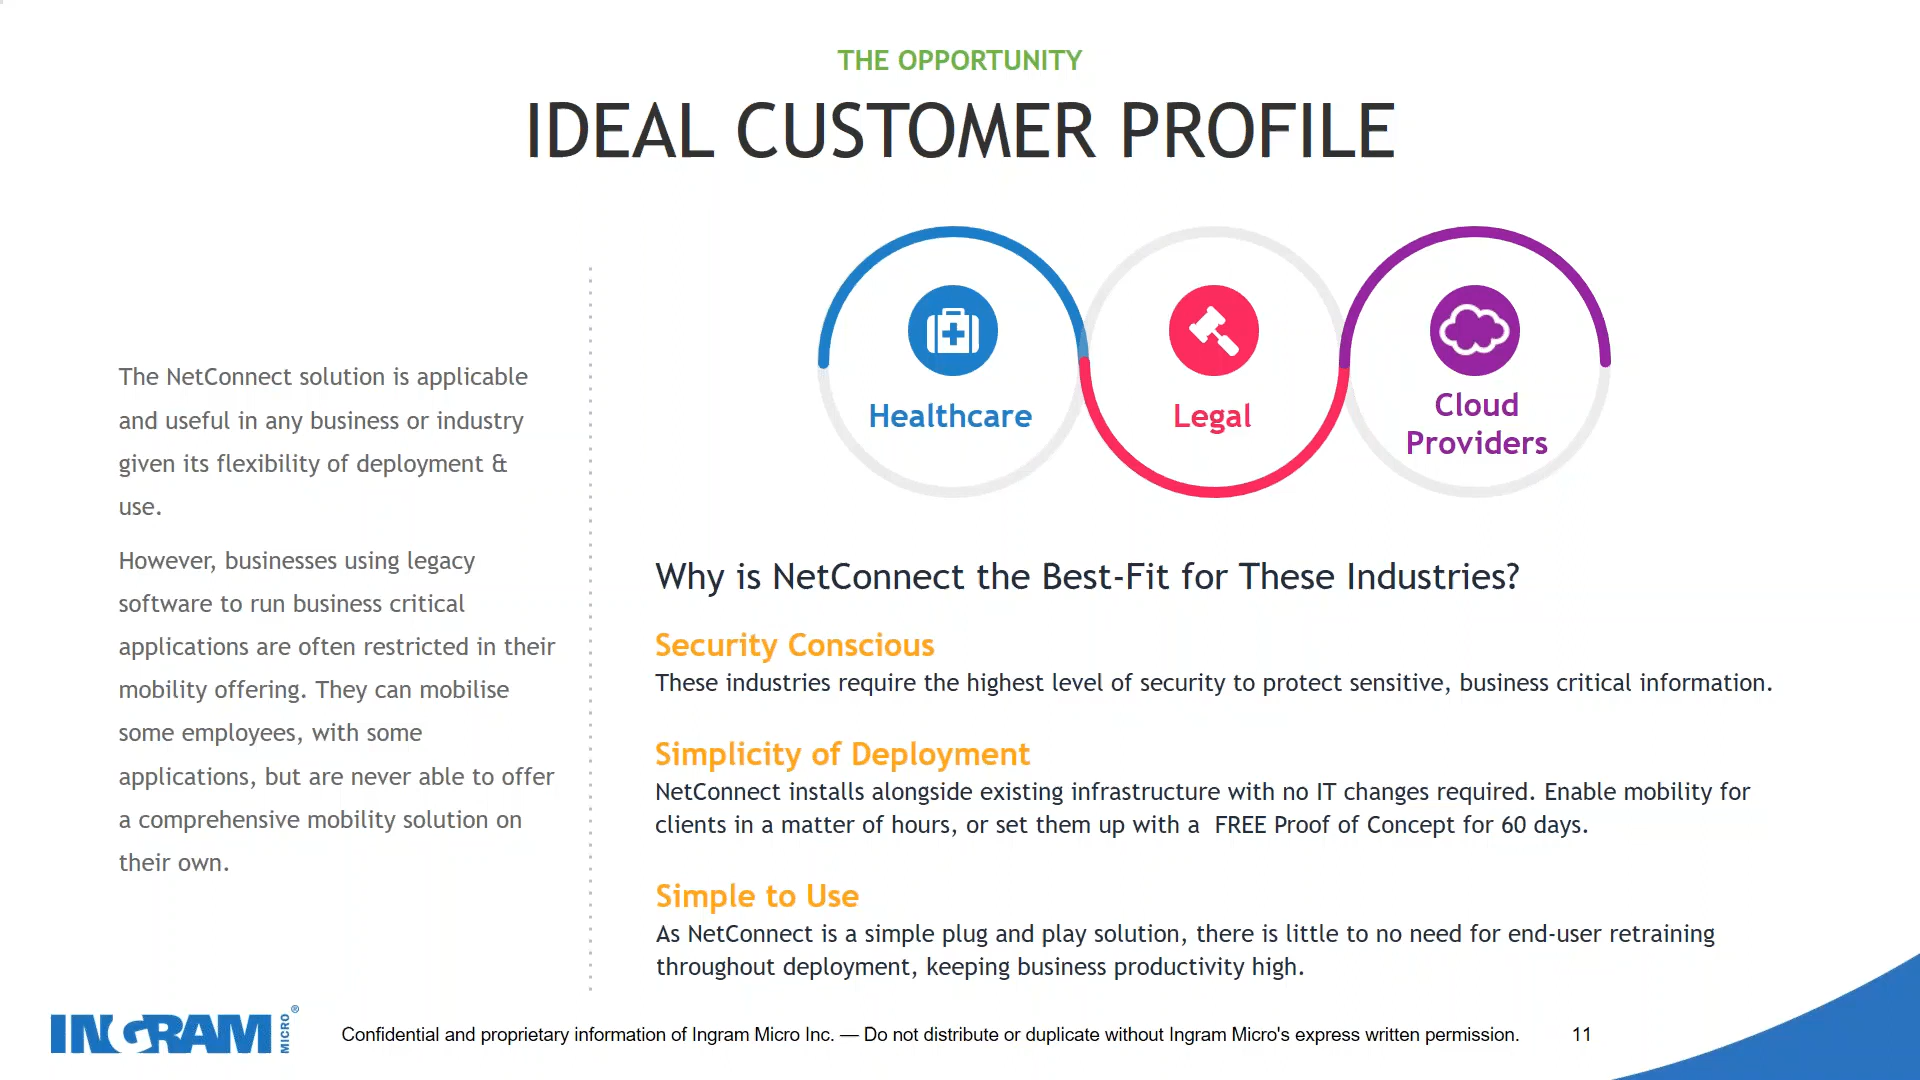 THE OPPORTUNITY
IDEAL CUSTOMER PROFILE
The NetConnect solution is applicable
and useful in any business or industry
given its flexibility of deployment &
use.
However, businesses using legacy
software to run business critical
applications are often restricted in their
mobility offering. They can mobilise
some employees, with some
applications, but are never able to offer
a comprehensive mobility solution on
their own.
Healthcare
Legal
Cloud
Providers
Why is NetConnect the Best-Fit for These Industries?
Security Conscious
These industries require the highest level of security to protect sensitive, business critical information.
Simplicity of Deployment
NetConnect installs alongside existing infrastructure with no IT changes required. Enable mobility for
clients in a matter of hours, or set them up with a  FREE Proof of Concept for 60 days.
Simple to Use
As NetConnect is a simple plug and play solution, there is little to no need for end-user retraining
throughout deployment, keeping business productivity high.
INGRAM MICRO®
Confidential and proprietary information of Ingram Micro Inc. — Do not distribute or duplicate without Ingram Micro's express written permission.
11